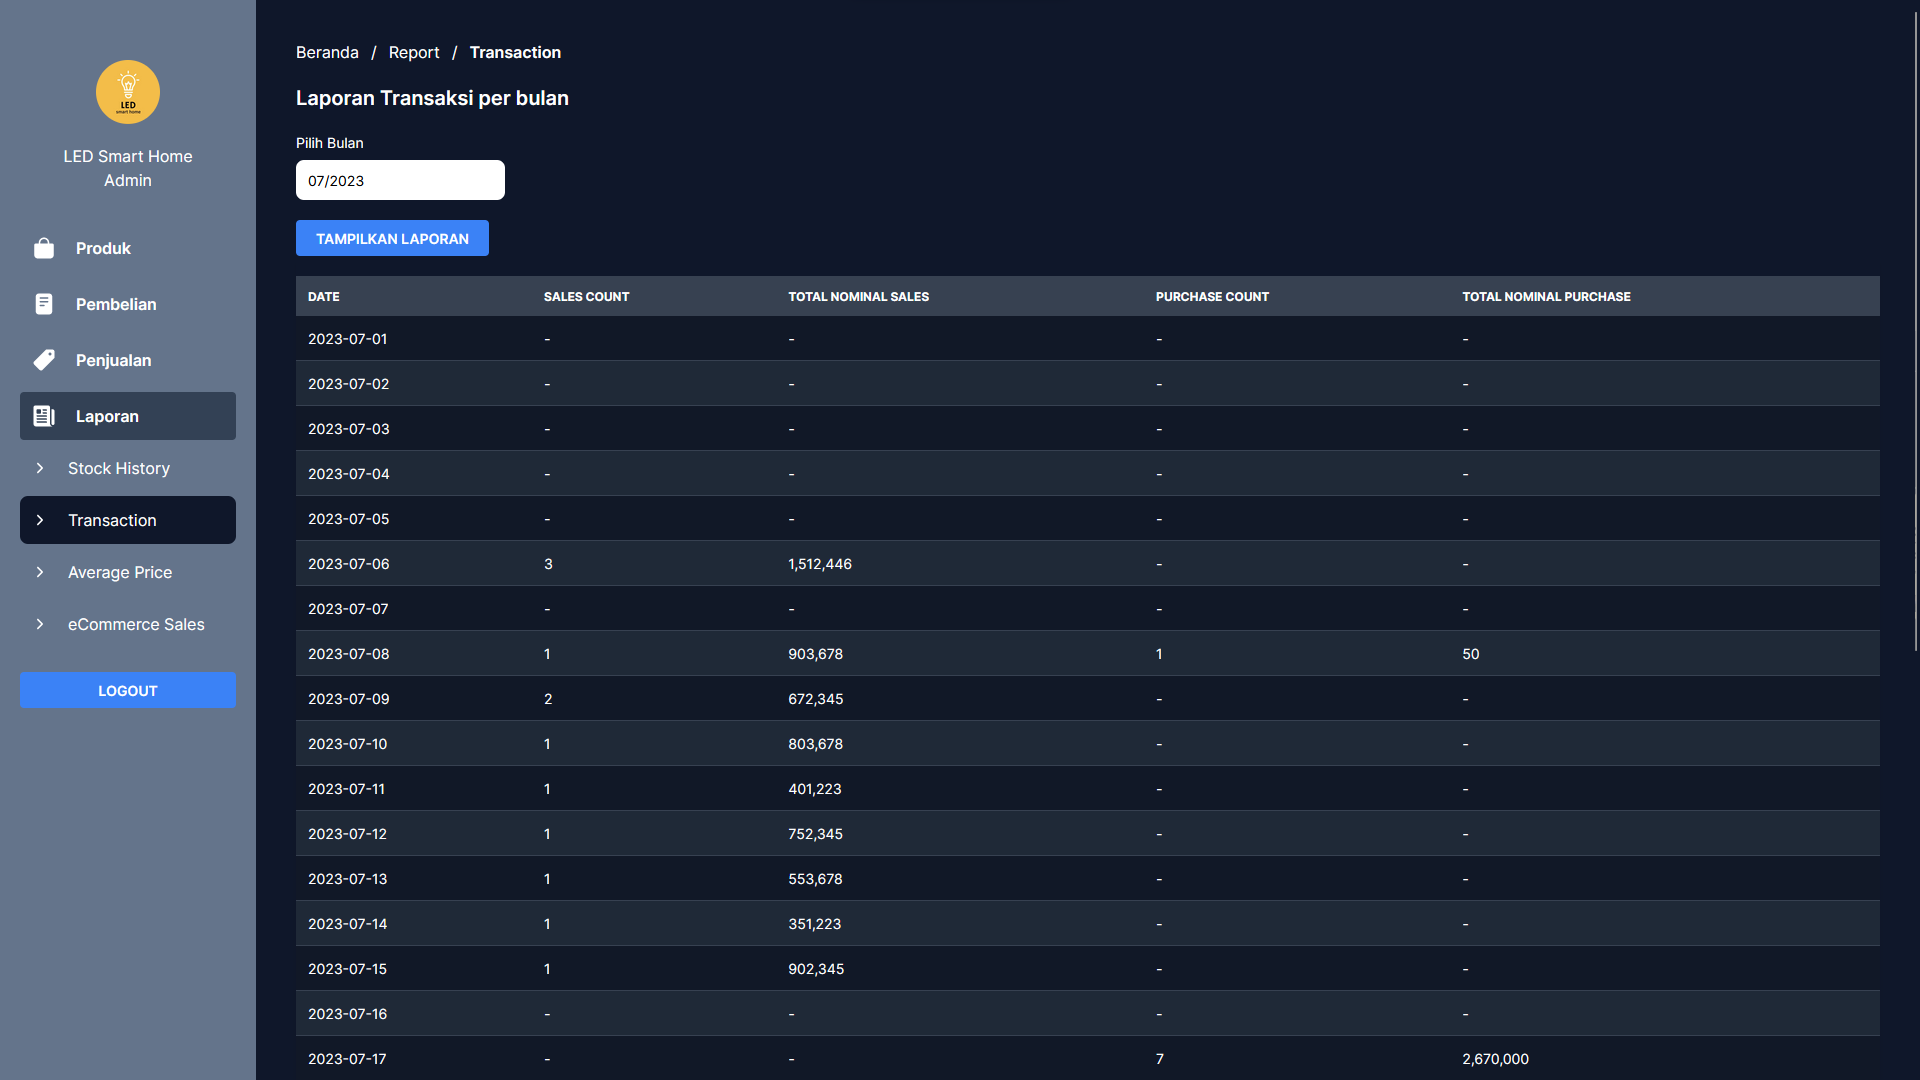 LED
smart home
LED Smart Home
Admin
Produk
Pembelian
Penjualan
Laporan
Stock History
Transaction
Average Price
eCommerce Sales
LOGOUT
Beranda / Report / Transaction
Laporan Transaksi per bulan
Pilih Bulan
07/2023
TAMPILKAN LAPORAN
DATE SALES COUNT TOTAL NOMINAL SALES PURCHASE COUNT TOTAL NOMINAL PURCHASE
2023-07-01 - - - -
2023-07-02 - - - -
2023-07-03 - - - -
2023-07-04 - - - -
2023-07-05 - - - -
2023-07-06 3 1,512,446 - -
2023-07-07 - - - -
2023-07-08 1 903,678 1 50
2023-07-09 2 672,345 - -
2023-07-10 1 803,678 - -
2023-07-11 1 401,223 - -
2023-07-12 1 752,345 - -
2023-07-13 1 553,678 - -
2023-07-14 1 351,223 - -
2023-07-15 1 902,345 - -
2023-07-16 - - - -
2023-07-17 - - 7 2,670,000